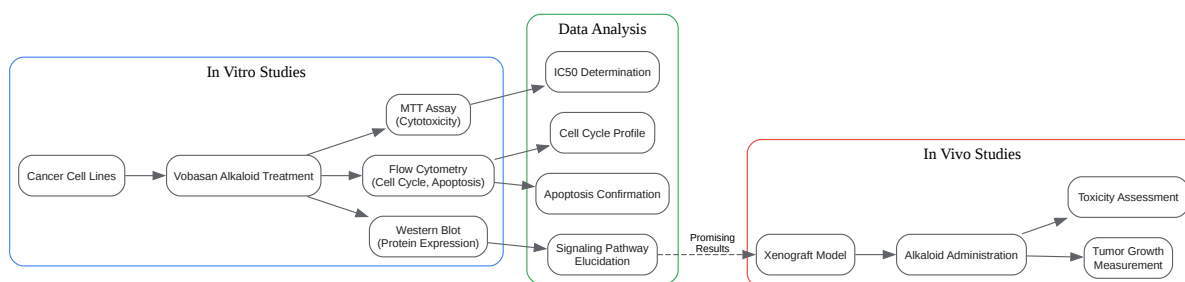 In Vitro Studies
Cancer Cell Lines
Vobasan Alkaloid Treatment
MTT Assay
(Cytotoxicity)
Flow Cytometry
(Cell Cycle, Apoptosis)
Western Blot
(Protein Expression)
Data Analysis
IC50 Determination
Cell Cycle Profile
Apoptosis Confirmation
Signaling Pathway
Elucidation
Promising
Results
In Vivo Studies
Xenograft Model
Alkaloid Administration
Toxicity Assessment
Tumor Growth
Measurement